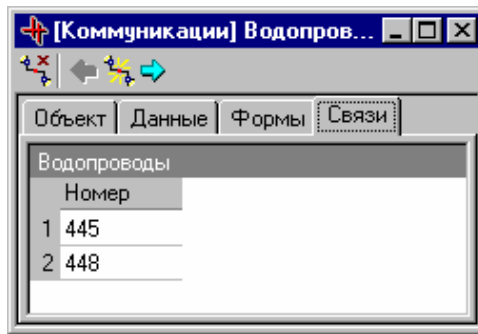 [Коммуникации] Водопров...
Объект Данные Формы Связи
Водопроводы
Номер
1 445
2 448